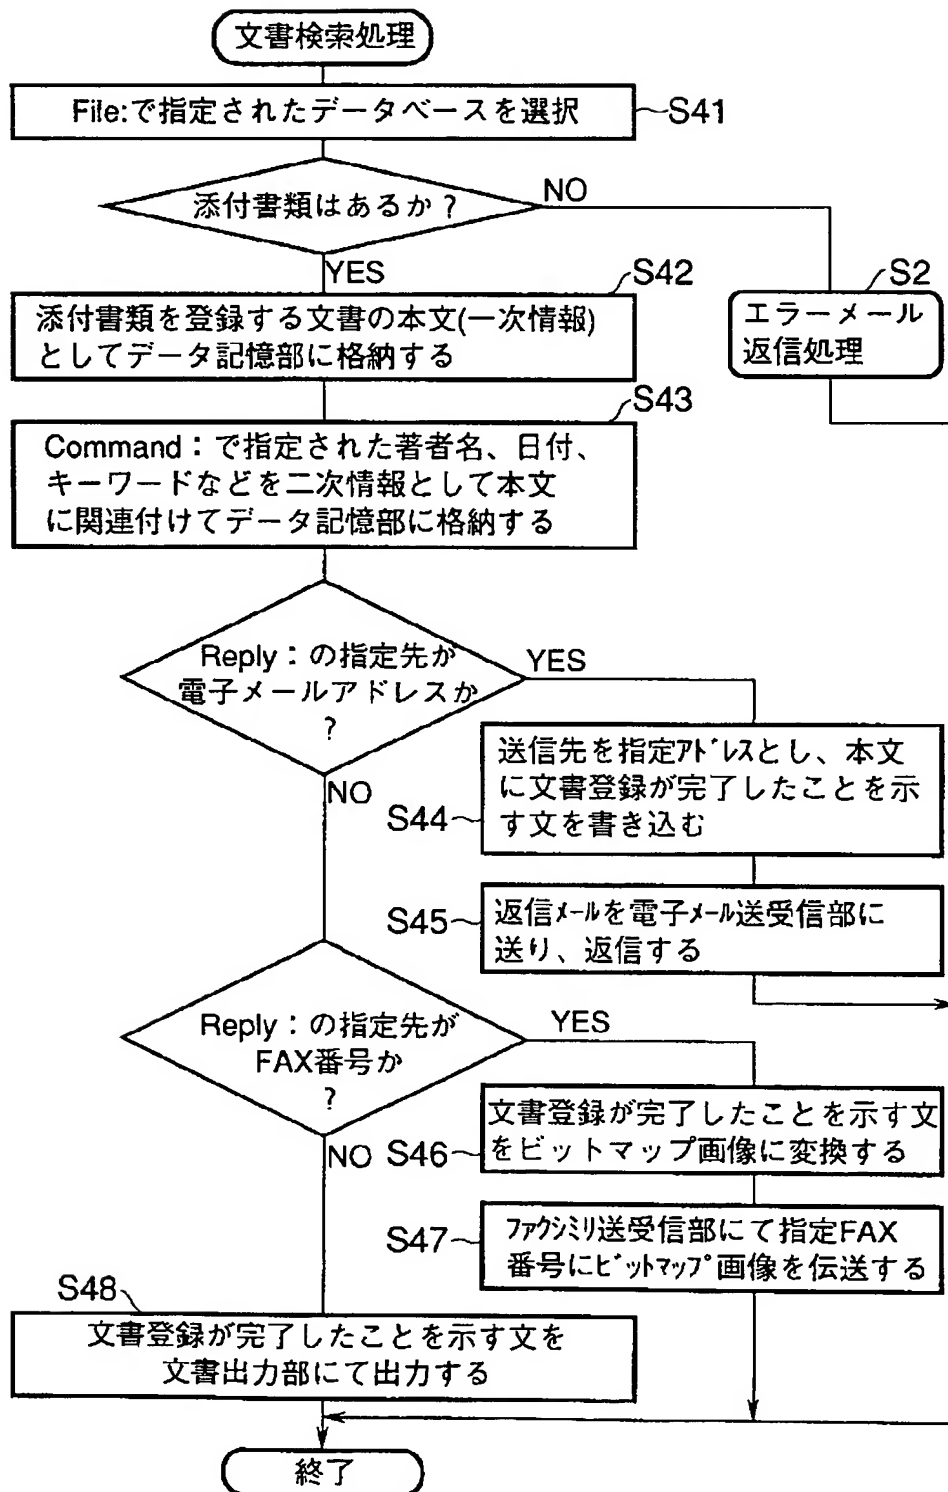 文書検索処理
File:で指定されたデータベースを選択
S41
添付書類はあるか？
NO
YES
S42
添付書類を登録する文書の本文(一次情報)
としてデータ記憶部に格納する
S2
エラーメール
返信処理
S43
Command：で指定された著者名、日付、
キーワードなどを二次情報として本文
に関連付けてデータ記憶部に格納する
Reply：の指定先が
電子メールアドレスか
？
YES
NO
S44
送信先を指定ｱﾄﾞﾚｽとし、本文
に文書登録が完了したことを示
す文を書き込む
S45
返信ﾒｰﾙを電子ﾒｰﾙ送受信部に
送り、返信する
Reply：の指定先が
FAX番号か
？
YES
NO
S46
文書登録が完了したことを示す文
をビットマップ画像に変換する
S47
ﾌｧｸｼﾐﾘ送受信部にて指定FAX
番号にﾋﾞｯﾄﾏｯﾌﾟ画像を伝送する
S48
文書登録が完了したことを示す文を
文書出力部にて出力する
終了